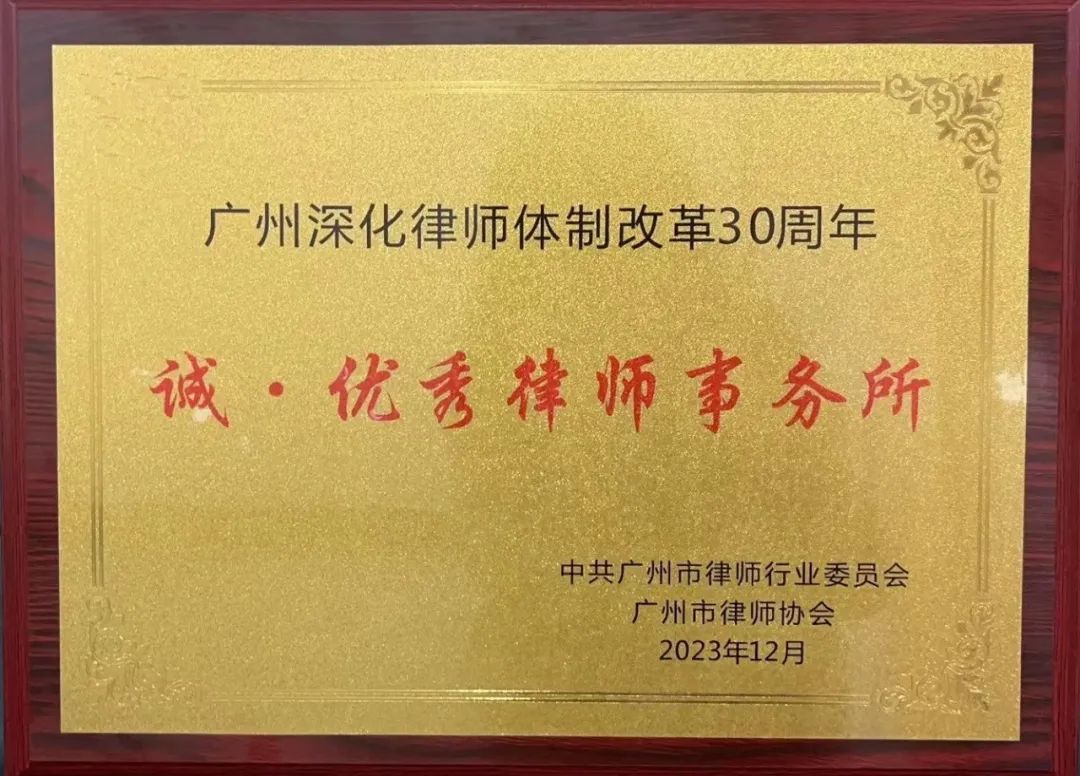 广州深化律师体制改革30周年
诚·优秀律师事务所
中共广州市律师行业委员会
广州市律师协会
2023年12月